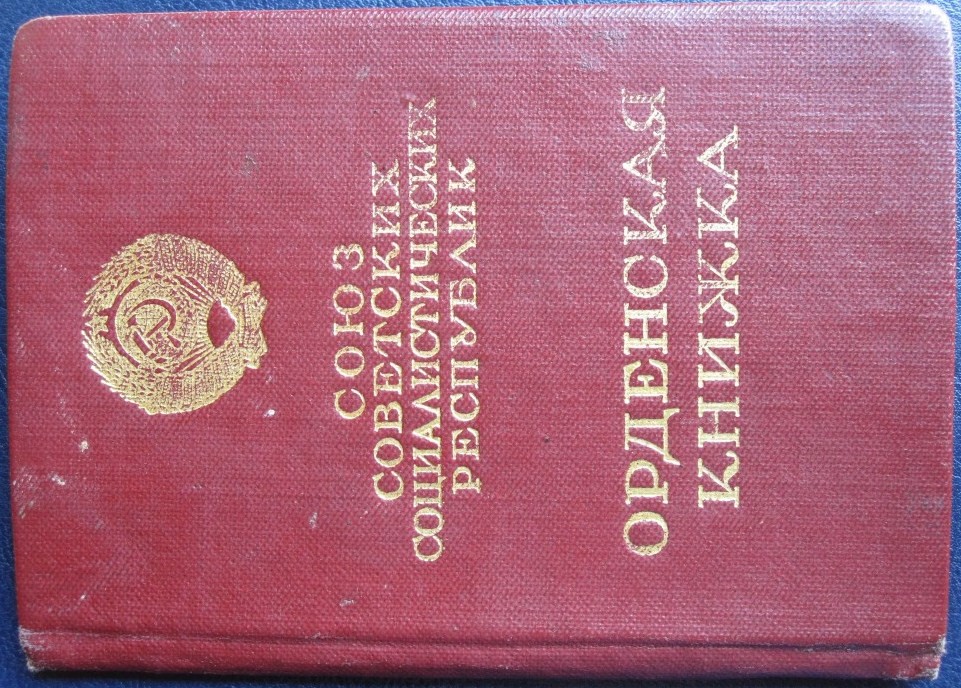 СОЮЗ
СОВЕТСКИХ
СОЦИАЛИСТИЧЕСКИХ
РЕСПУБЛИК
ОРДЕНСКАЯ
КНИЖКА